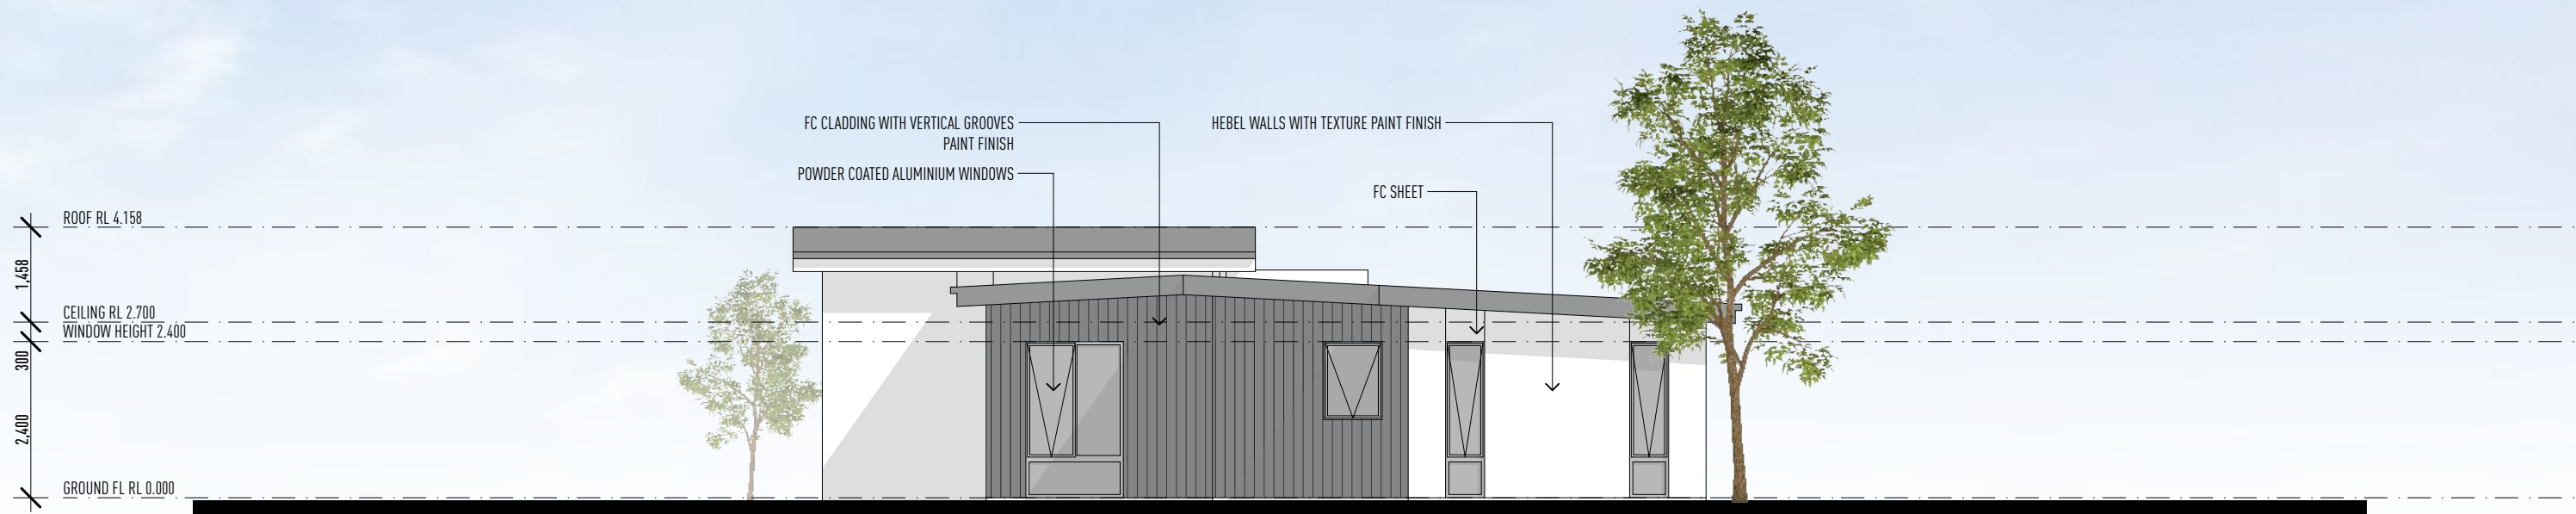 FC CLADDING WITH VERTICAL GROOVES
PAINT FINISH
HEBEL WALLS WITH TEXTURE PAINT FINISH
POWDER COATED ALUMINIUM WINDOWS
FC SHEET
ROOF RL 4.158
1,458
CEILING RL 2.700
WINDOW HEIGHT 2.400
300
2,400
GROUND FL RL 0.000